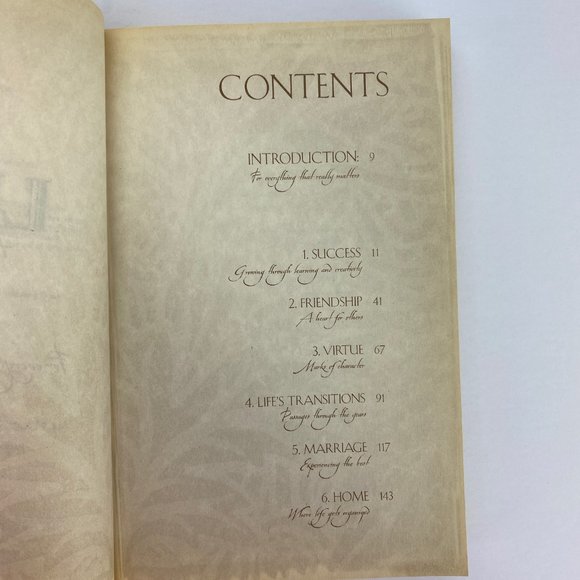 CONTENTS
INTRODUCTION: 9
For everything that really matters
1. SUCCESS 11
Growing through learning and creativity
2. FRIENDSHIP 41
A heart for others
3. VIRTUE 67
Marks of character
4. LIFE'S TRANSITIONS 91
Passages through the years
5. MARRIAGE 117
Experiencing the best
6. HOME 143
Where life gets organized